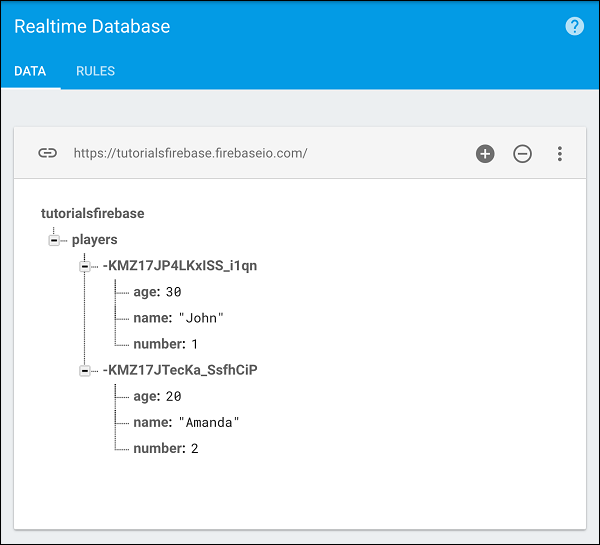 Realtime Database
?
DATA RULES
https://tutorialsfirebase.firebaseio.com/
tutorialsfirebase
players
-KMZ17JP4LKxlSS_i1qn
age: 30
name: "John"
number: 1
-KMZ17JTecKa_SsfhCiP
age: 20
name: "Amanda"
number: 2